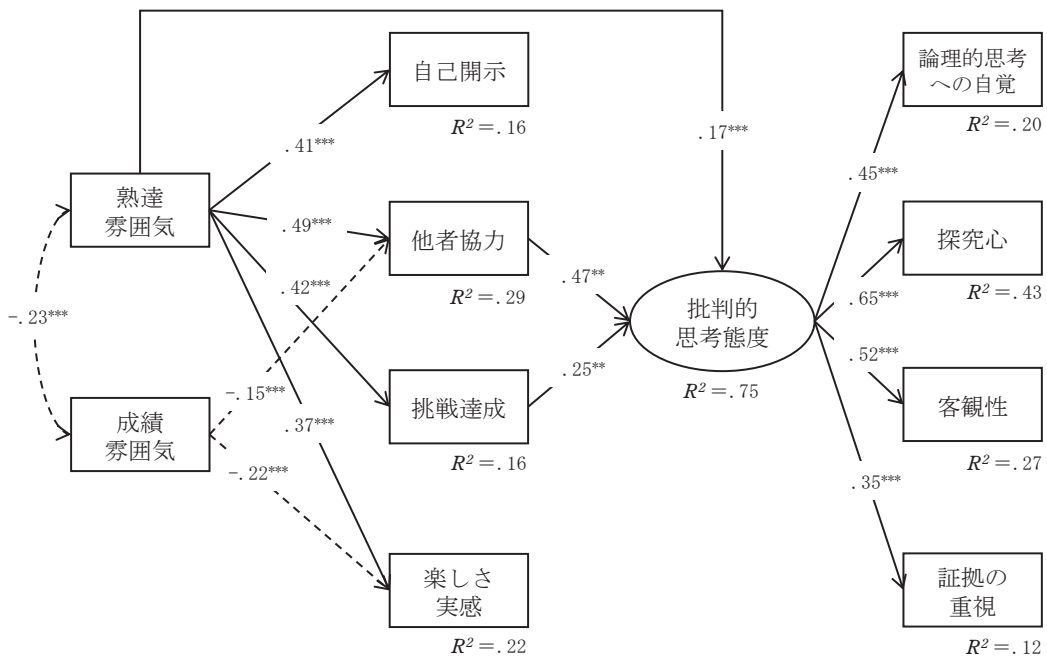 自己開示
R²＝.16
論理的思考
への自覚
R²＝.20
.41***
.17***
.45***
熟達
雰囲気
.49***
他者協力
R²＝.29
.47**
探究心
R²＝.43
.42***
.65***
批判的
思考態度
R²＝.75
-.23***
.52***
.25**
-.15***
挑戦達成
R²＝.16
客観性
R²＝.27
成績
雰囲気
.37***
-.22***
.35***
楽しさ
実感
R²＝.22
証拠の
重視
R²＝.12